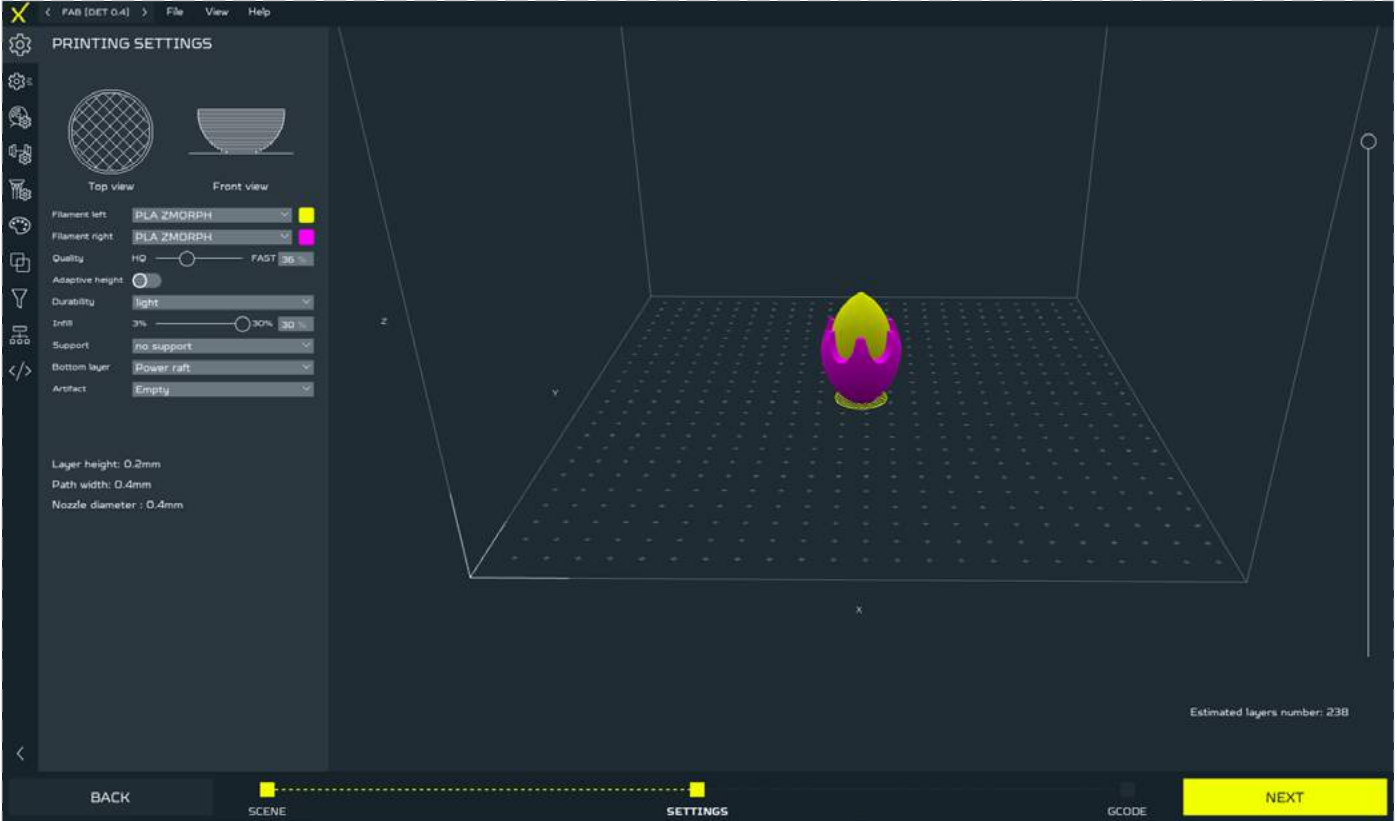 FAB [DET 0.4] File View Help
PRINTING SETTINGS
Top view Front view
Filament left PLA ZMORPH
Filament right PLA ZMORPH
Quality HQ FAST 36 %
Adaptive height
Durability light
Infill 3% 30% 30 %
Support no support
Bottom layer Power raft
Artifact Empty
Layer height: 0.2mm
Path width: 0.4mm
Nozzle diameter : 0.4mm
Z
Y
X
Estimated layers number: 238
BACK
SCENE
SETTINGS
GCODE
NEXT